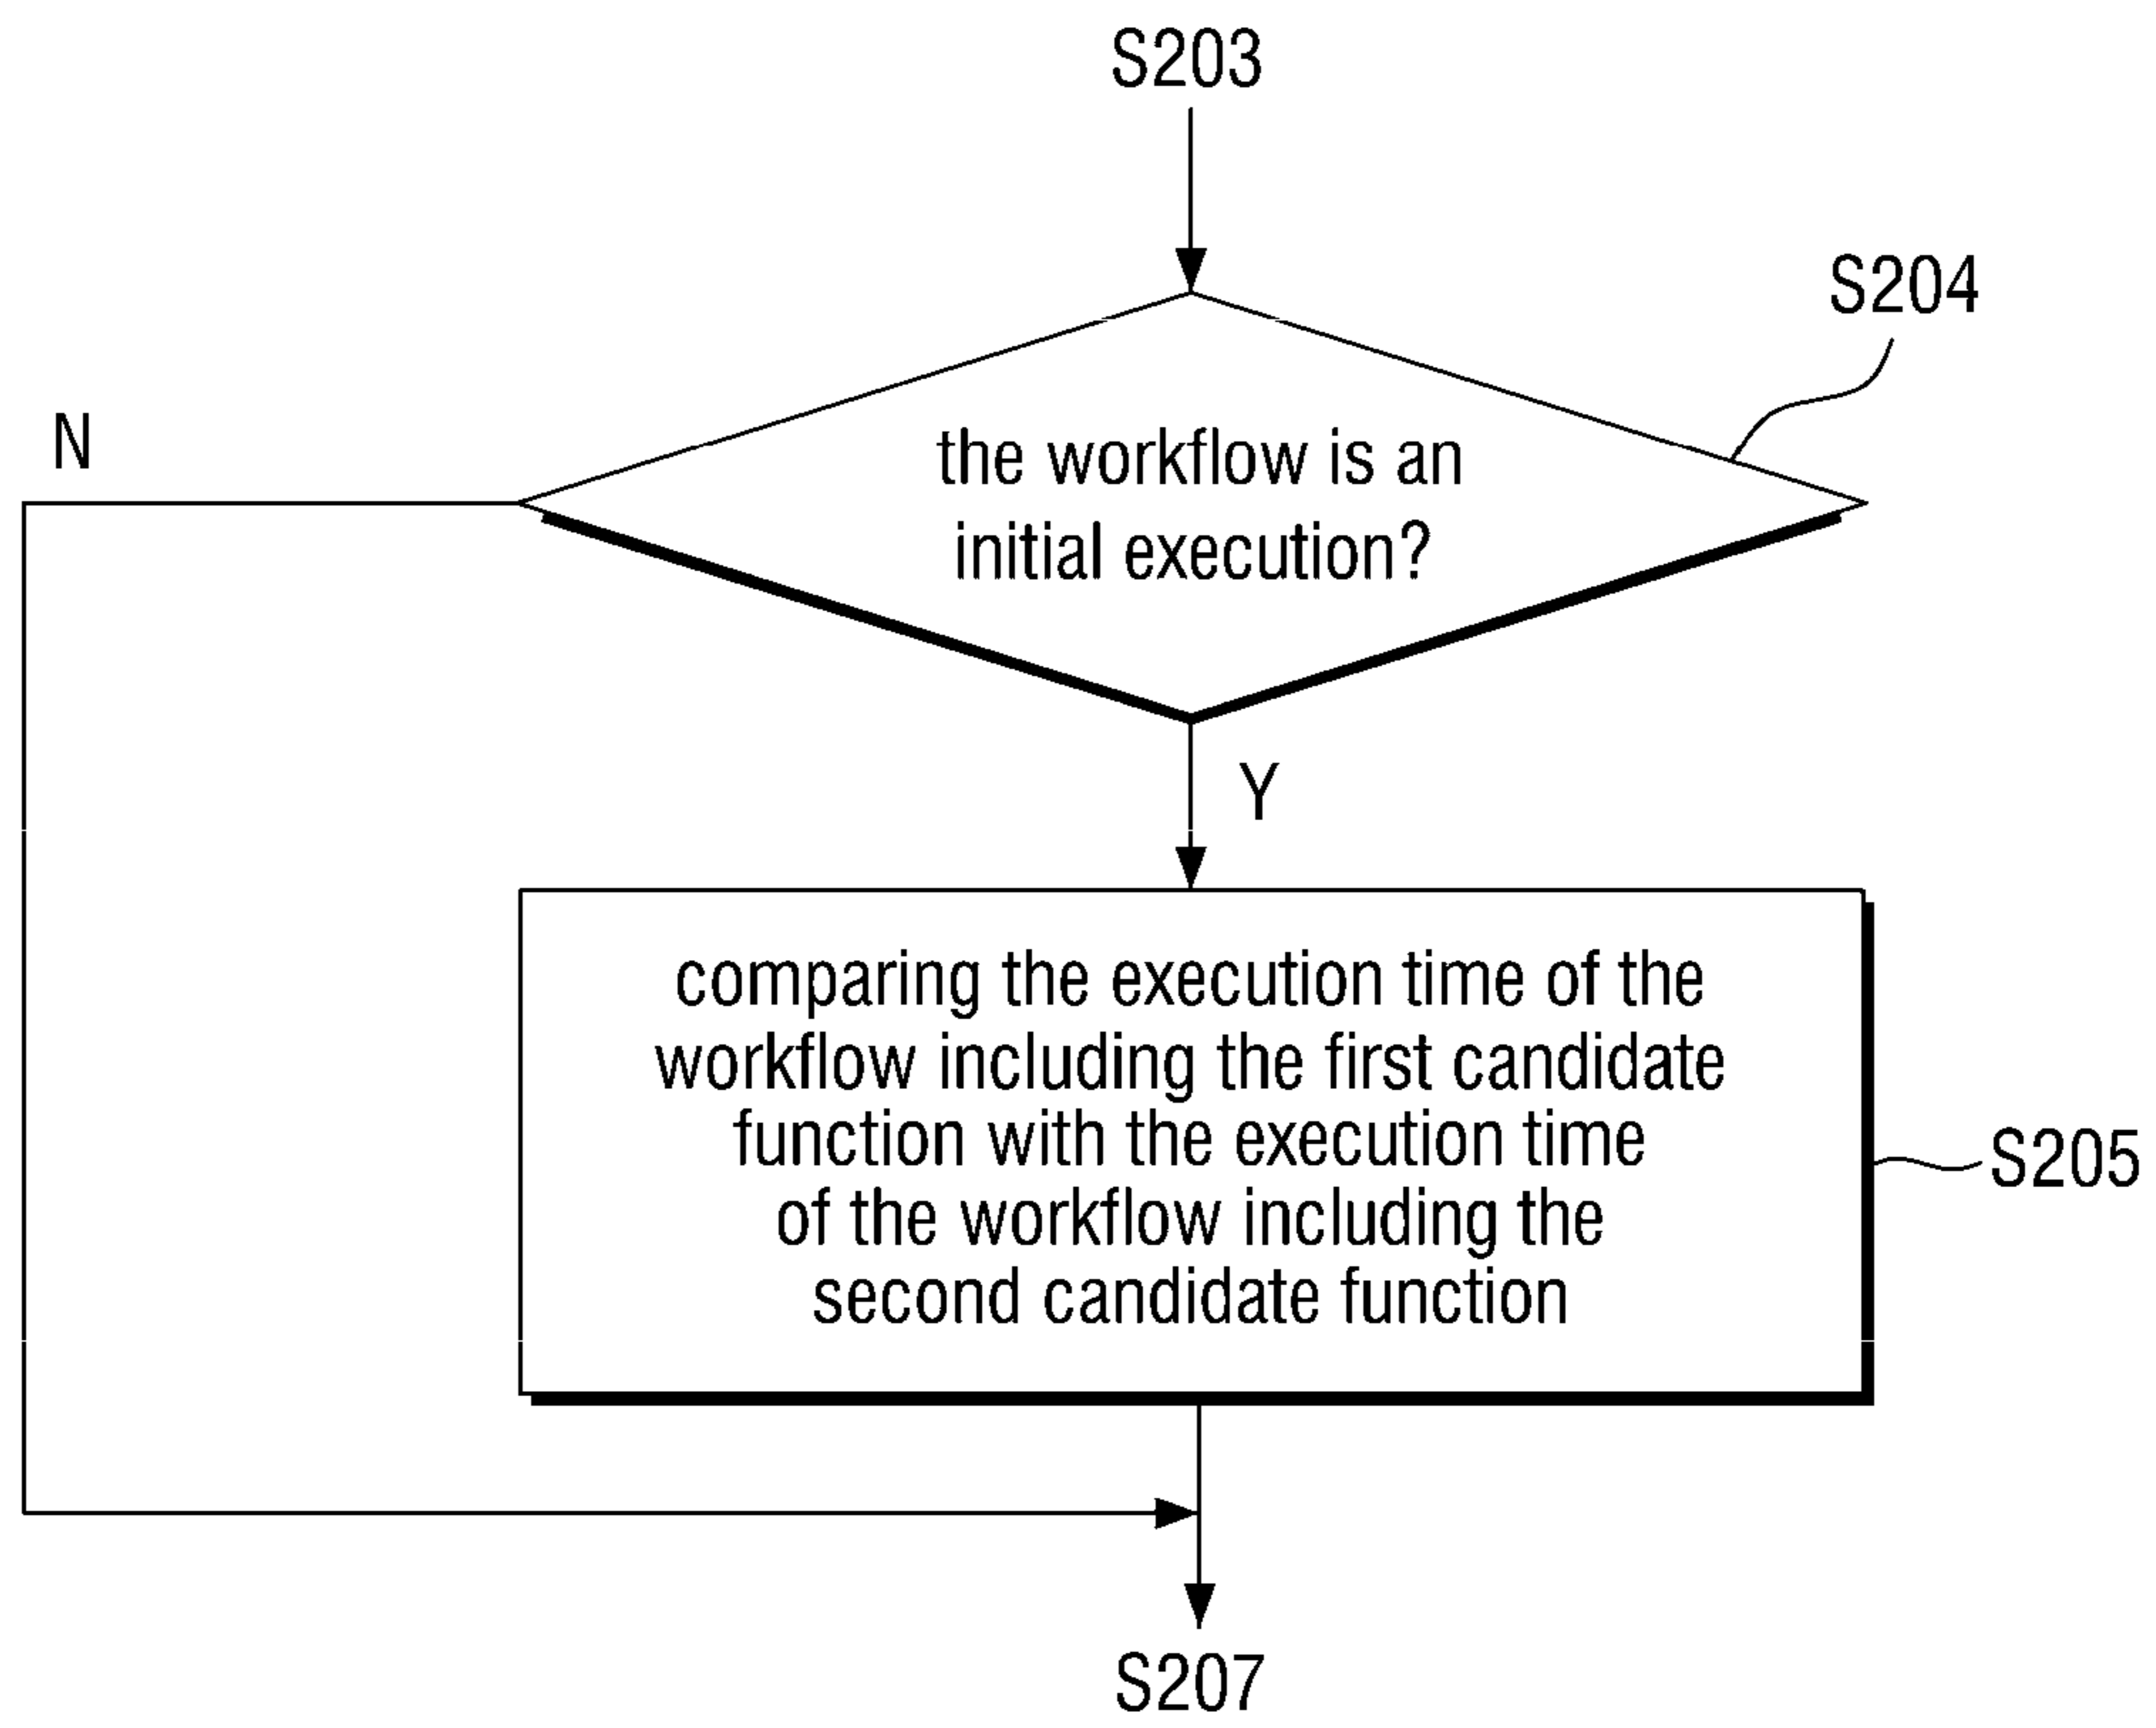 S203
S204
N
the workflow is an
initial execution?
Y
comparing the execution time of the
workflow including the first candidate
function with the execution time
of the workflow including the
second candidate function
S205
S207